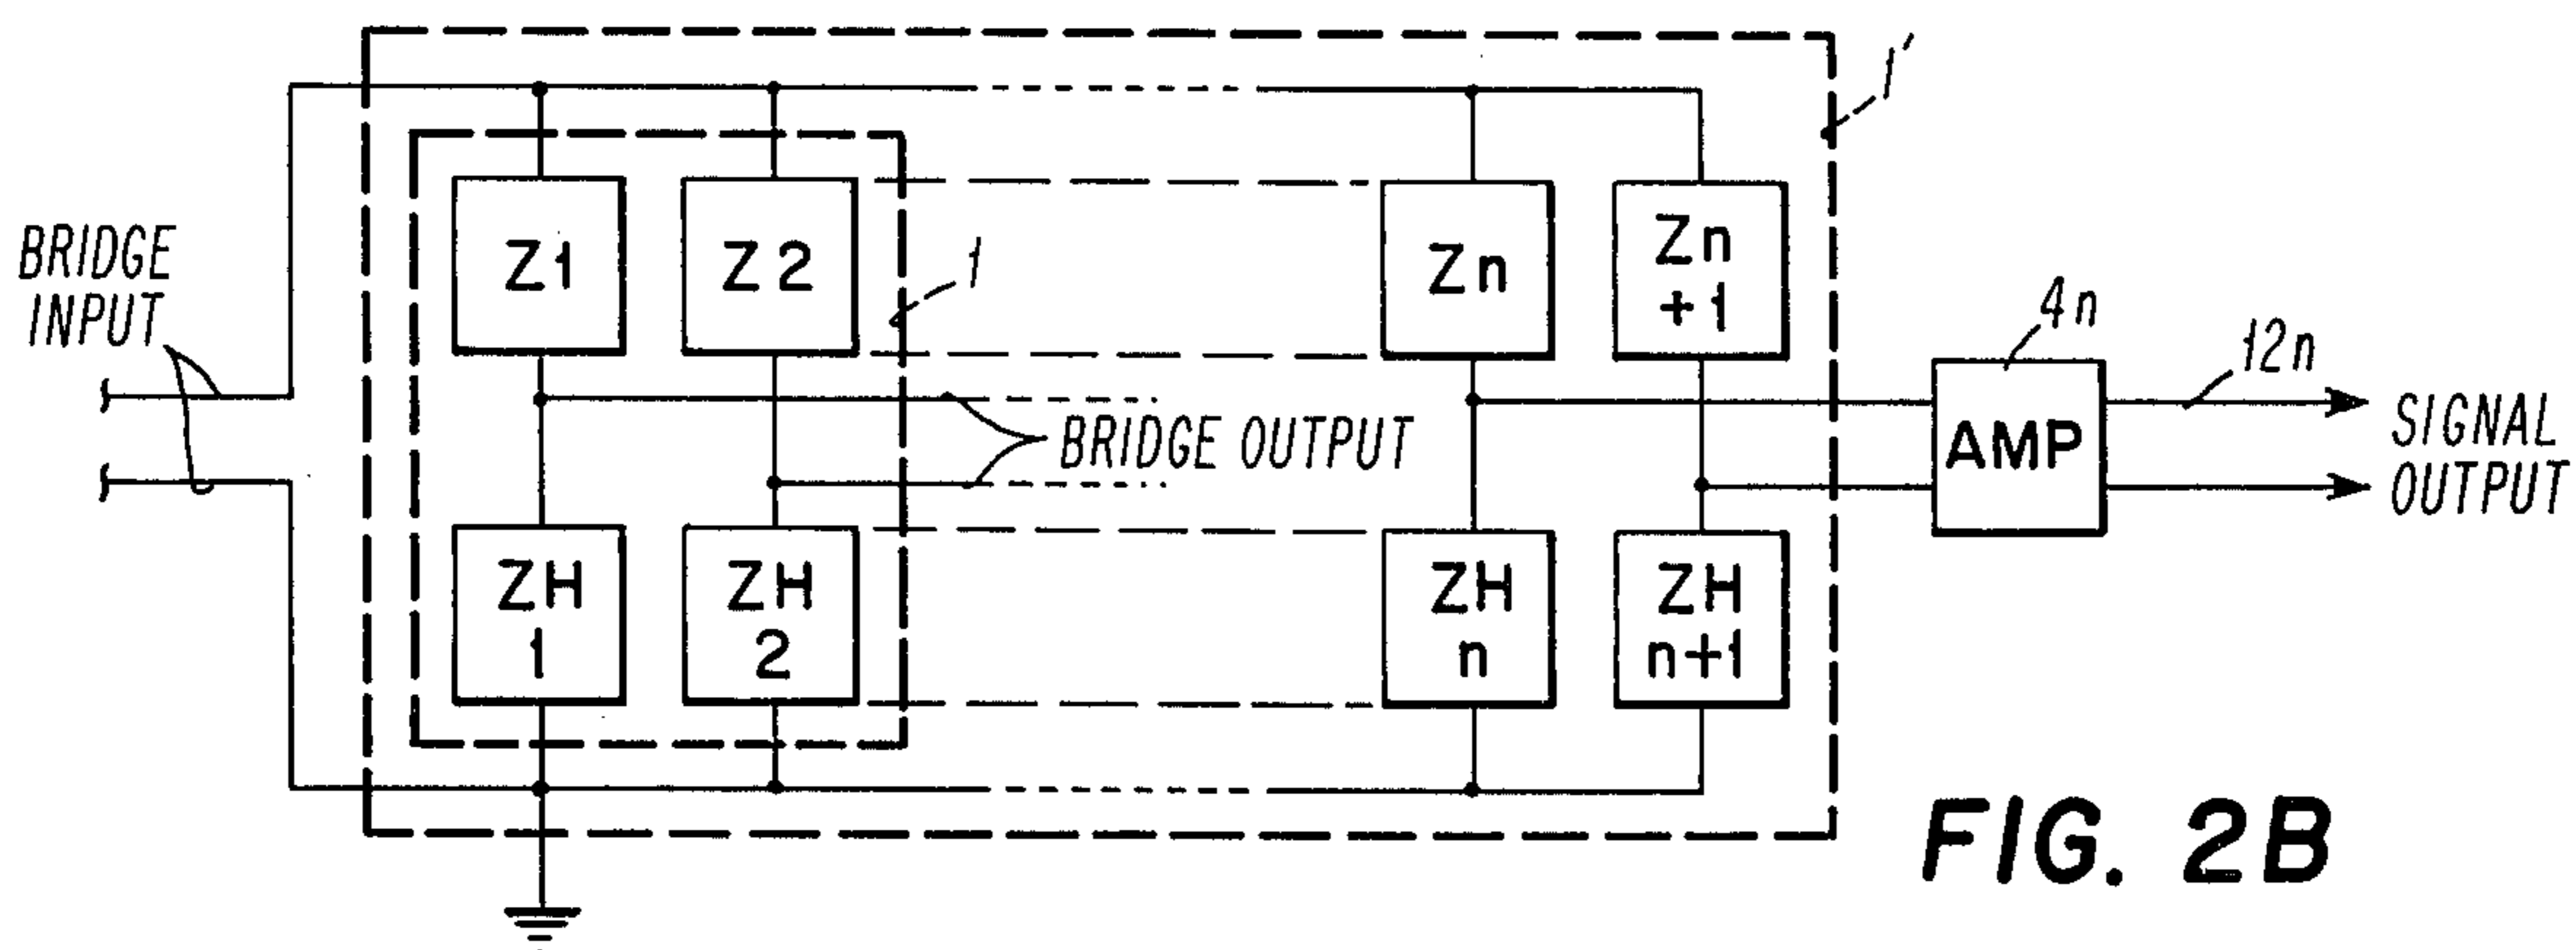 1'
BRIDGE
INPUT
Z1
Z2
1
Zn
Zn
+1
4n
12n
BRIDGE OUTPUT
AMP
SIGNAL
OUTPUT
ZH
1
ZH
2
ZH
n
ZH
n+1
FIG. 2B